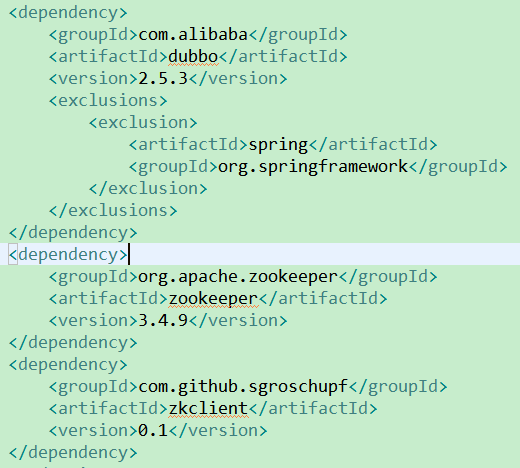 <dependency>
    <groupId>com.alibaba</groupId>
    <artifactId>dubbo</artifactId>
    <version>2.5.3</version>
    <exclusions>
        <exclusion>
            <artifactId>spring</artifactId>
            <groupId>org.springframework</groupId>
        </exclusion>
    </exclusions>
</dependency>
<dependency>
    <groupId>org.apache.zookeeper</groupId>
    <artifactId>zookeeper</artifactId>
    <version>3.4.9</version>
</dependency>
<dependency>
    <groupId>com.github.sgroschupf</groupId>
    <artifactId>zkclient</artifactId>
    <version>0.1</version>
</dependency>